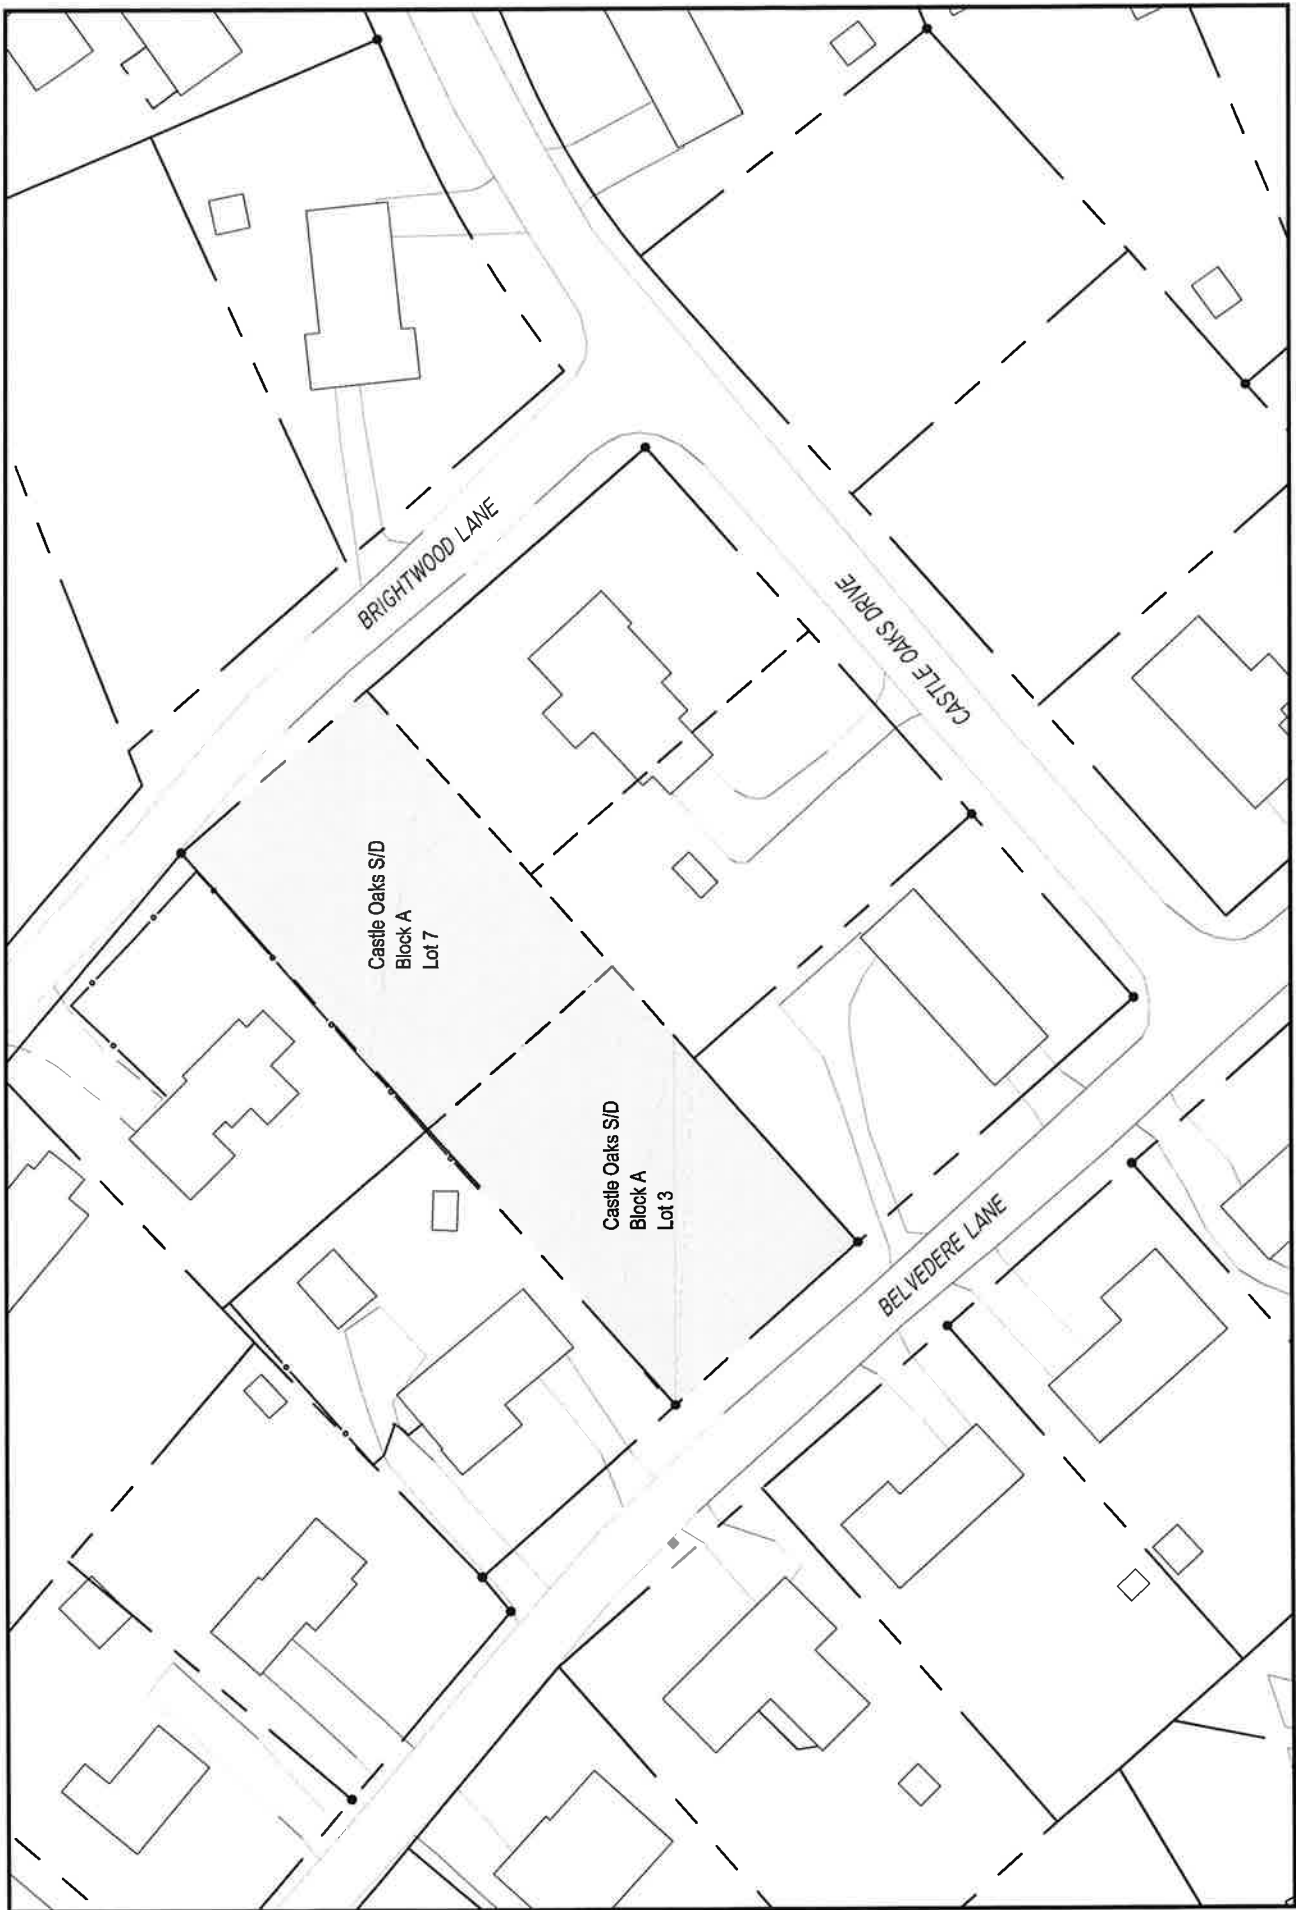 BRIGHTWOOD LANE
CASTLE OAKS DRIVE
Castle Oaks S/D
Block A
Lot 7
Castle Oaks S/D
Block A
Lot 3
BELVEDERE LANE